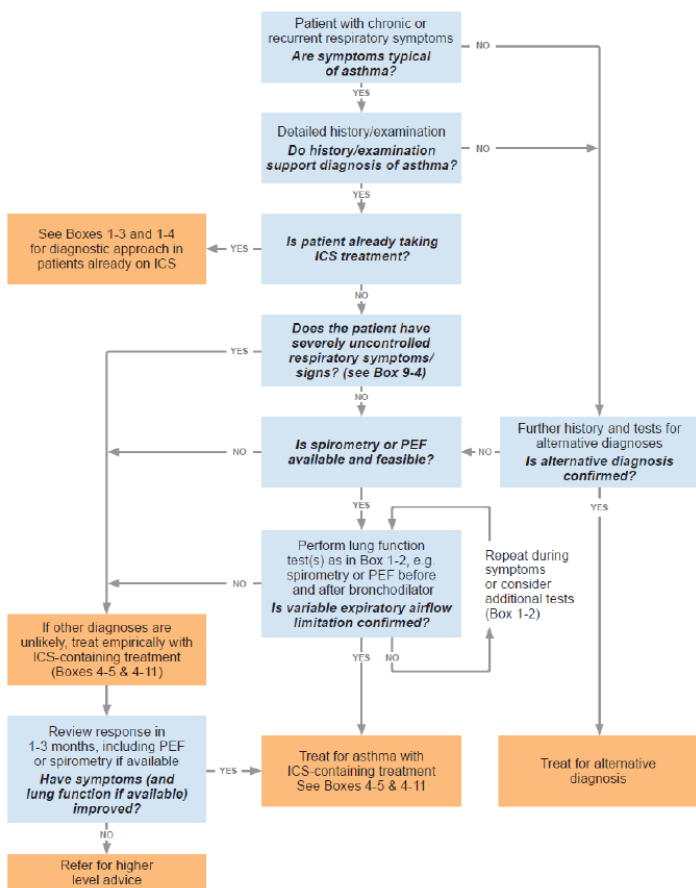 Patient with chronic or
recurrent respiratory symptoms
Are symptoms typical
of asthma?
NO
YES
Detailed history/examination
Do history/examination
support diagnosis of asthma?
NO
YES
See Boxes 1-3 and 1-4
for diagnostic approach in
patients already on ICS
YES
Is patient already taking
ICS treatment?
NO
Does the patient have
severely uncontrolled
respiratory symptoms/
signs? (see Box 9-4)
YES
NO
Is spirometry or PEF
available and feasible?
NO
NO
Further history and tests for
alternative diagnoses
Is alternative diagnosis
confirmed?
YES
YES
Perform lung function
test(s) as in Box 1-2, e.g.
spirometry or PEF before
and after bronchodilator
Is variable expiratory airflow
limitation confirmed?
NO
Repeat during
symptoms
or consider
additional tests
(Box 1-2)
YES
NO
If other diagnoses are
unlikely, treat empirically with
ICS-containing treatment
(Boxes 4-5 & 4-11)
Review response in
1-3 months, including PEF
or spirometry if available
Have symptoms (and
lung function if available)
improved?
YES
Treat for asthma with
ICS-containing treatment
See Boxes 4-5 & 4-11
Treat for alternative
diagnosis
NO
Refer for higher
level advice